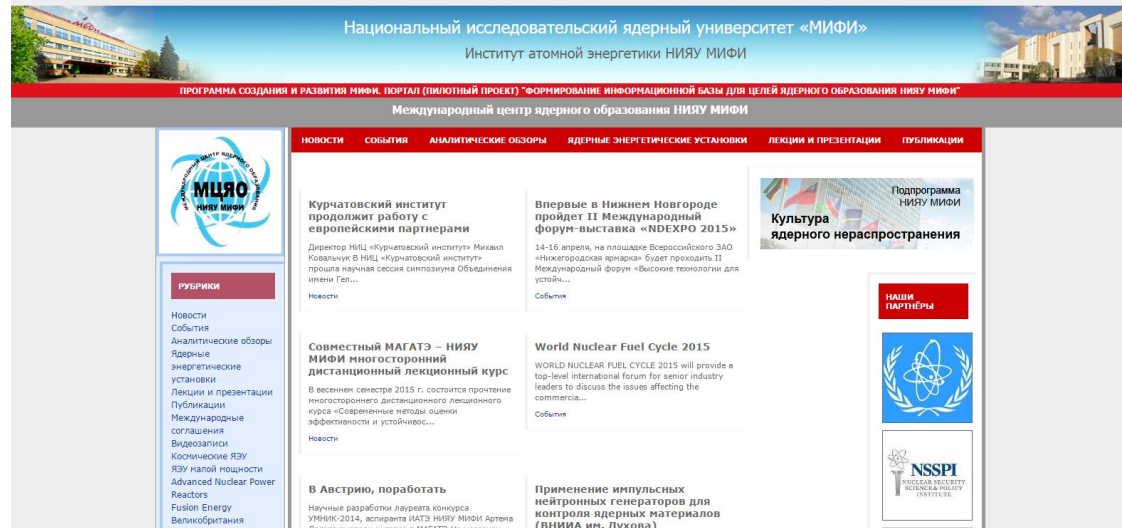 Национальный исследовательский ядерный университет «МИФИ»
Институт атомной энергетики НИЯУ МИФИ
ПРОГРАММА СОЗДАНИЯ И РАЗВИТИЯ МИФИ. ПОРТАЛ (ПИЛОТНЫЙ ПРОЕКТ) "ФОРМИРОВАНИЕ ИНФОРМАЦИОННОЙ БАЗЫ ДЛЯ ЦЕЛЕЙ ЯДЕРНОГО ОБРАЗОВАНИЯ НИЯУ МИФИ"
Международный центр ядерного образования НИЯУ МИФИ
МЕЖДУНАРОДНЫЙ ЦЕНТР ЯДЕРНОГО ОБРАЗОВАНИЯ
МЦЯО
НИЯУ МИФИ
НОВОСТИ СОБЫТИЯ АНАЛИТИЧЕСКИЕ ОБЗОРЫ ЯДЕРНЫЕ ЭНЕРГЕТИЧЕСКИЕ УСТАНОВКИ ЛЕКЦИИ И ПРЕЗЕНТАЦИИ ПУБЛИКАЦИИ
РУБРИКИ
Новости
События
Аналитические обзоры
Ядерные
энергетические
установки
Лекции и презентации
Публикации
Международные
соглашения
Видеозаписи
Космические ЯЭУ
ЯЭУ малой мощности
Advanced Nuclear Power
Reactors
Fusion Energy
Великобритания
Курчатовский институт
продолжит работу с
европейскими партнерами
Директор НИЦ «Курчатовский институт» Михаил
Ковальчук В НИЦ «Курчатовский институт»
прошла научная сессия симпозиума Объединения
имени Гел...
Новости
Впервые в Нижнем Новгороде
пройдет II Международный
форум-выставка «NDEXPO 2015»
14-16 апреля, на площадке Всероссийского ЗАО
«Нижегородская ярмарка» будет проходить II
Международный форум «Высокие технологии для
устойч...
События
Совместный МАГАТЭ – НИЯУ
МИФИ многосторонний
дистанционный лекционный курс
В весеннем семестре 2015 г. состоится прочтение
многостороннего дистанционного лекционного
курса «Современные методы оценки
эффективности и устойчивос...
Новости
World Nuclear Fuel Cycle 2015
WORLD NUCLEAR FUEL CYCLE 2015 will provide a
top-level international forum for senior industry
leaders to discuss the issues affecting the
commercia...
События
В Австрию, поработать
Научные разработки лауреата конкурса
УМНИК-2014, аспиранта ИАТЭ НИЯУ МИФИ Артема
Применение импульсных
нейтронных генераторов для
контроля ядерных материалов
(ВНИИА им. Духова)
Подпрограмма
НИЯУ МИФИ
Культура
ядерного нераспространения
НАШИ
ПАРТНЁРЫ
NSSPI
NUCLEAR SECURITY
SCIENCE & POLICY
INSTITUTE